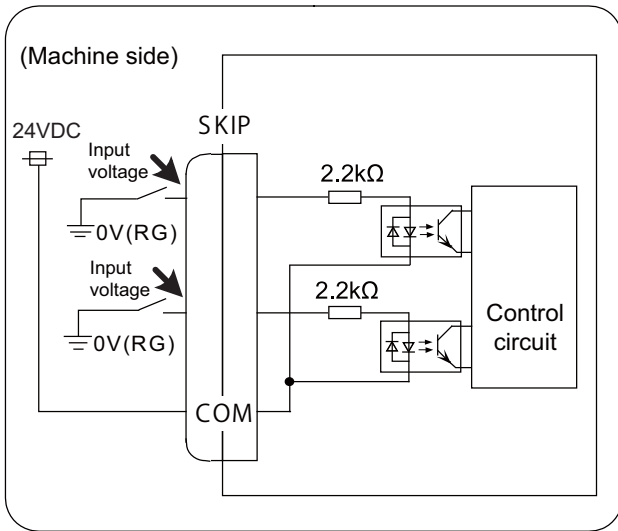 (Machine side)
24VDC
SKIP
Input
voltage
2.2kΩ
0V(RG)
Input
voltage
2.2kΩ
0V(RG)
Control
circuit
COM